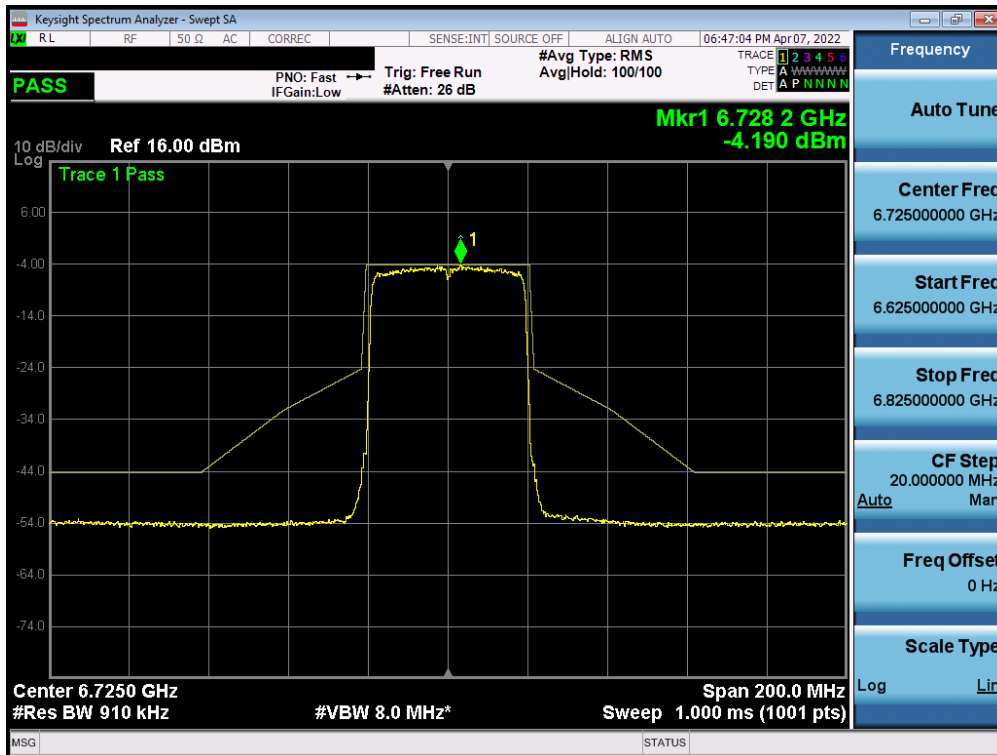 Keysight Spectrum Analyzer - Swept SA
LXI RL RF 50 Ω AC CORREC SENSE:INT SOURCE OFF ALIGN AUTO 06:47:04 PM Apr 07, 2022
PASS
PNO: Fast
IFGain:Low
Trig: Free Run
#Atten: 26 dB
#Avg Type: RMS
Avg|Hold: 100/100
TRACE 1 2 3 4 5 6
TYPE A WWWWW
DET A P N N N N
Mkr1 6.728 2 GHz
-4.190 dBm
10 dB/div Ref 16.00 dBm
Log
Trace 1 Pass
1
6.00
-4.00
-14.0
-24.0
-34.0
-44.0
-54.0
-64.0
-74.0
Center 6.7250 GHz Span 200.0 MHz
#Res BW 910 kHz #VBW 8.0 MHz* Sweep 1.000 ms (1001 pts)
MSG STATUS
Frequency
Auto Tune
Center Freq
6.725000000 GHz
Start Freq
6.625000000 GHz
Stop Freq
6.825000000 GHz
CF Step
20.000000 MHz
Auto Man
Freq Offset
0 Hz
Scale Type
Log Lin